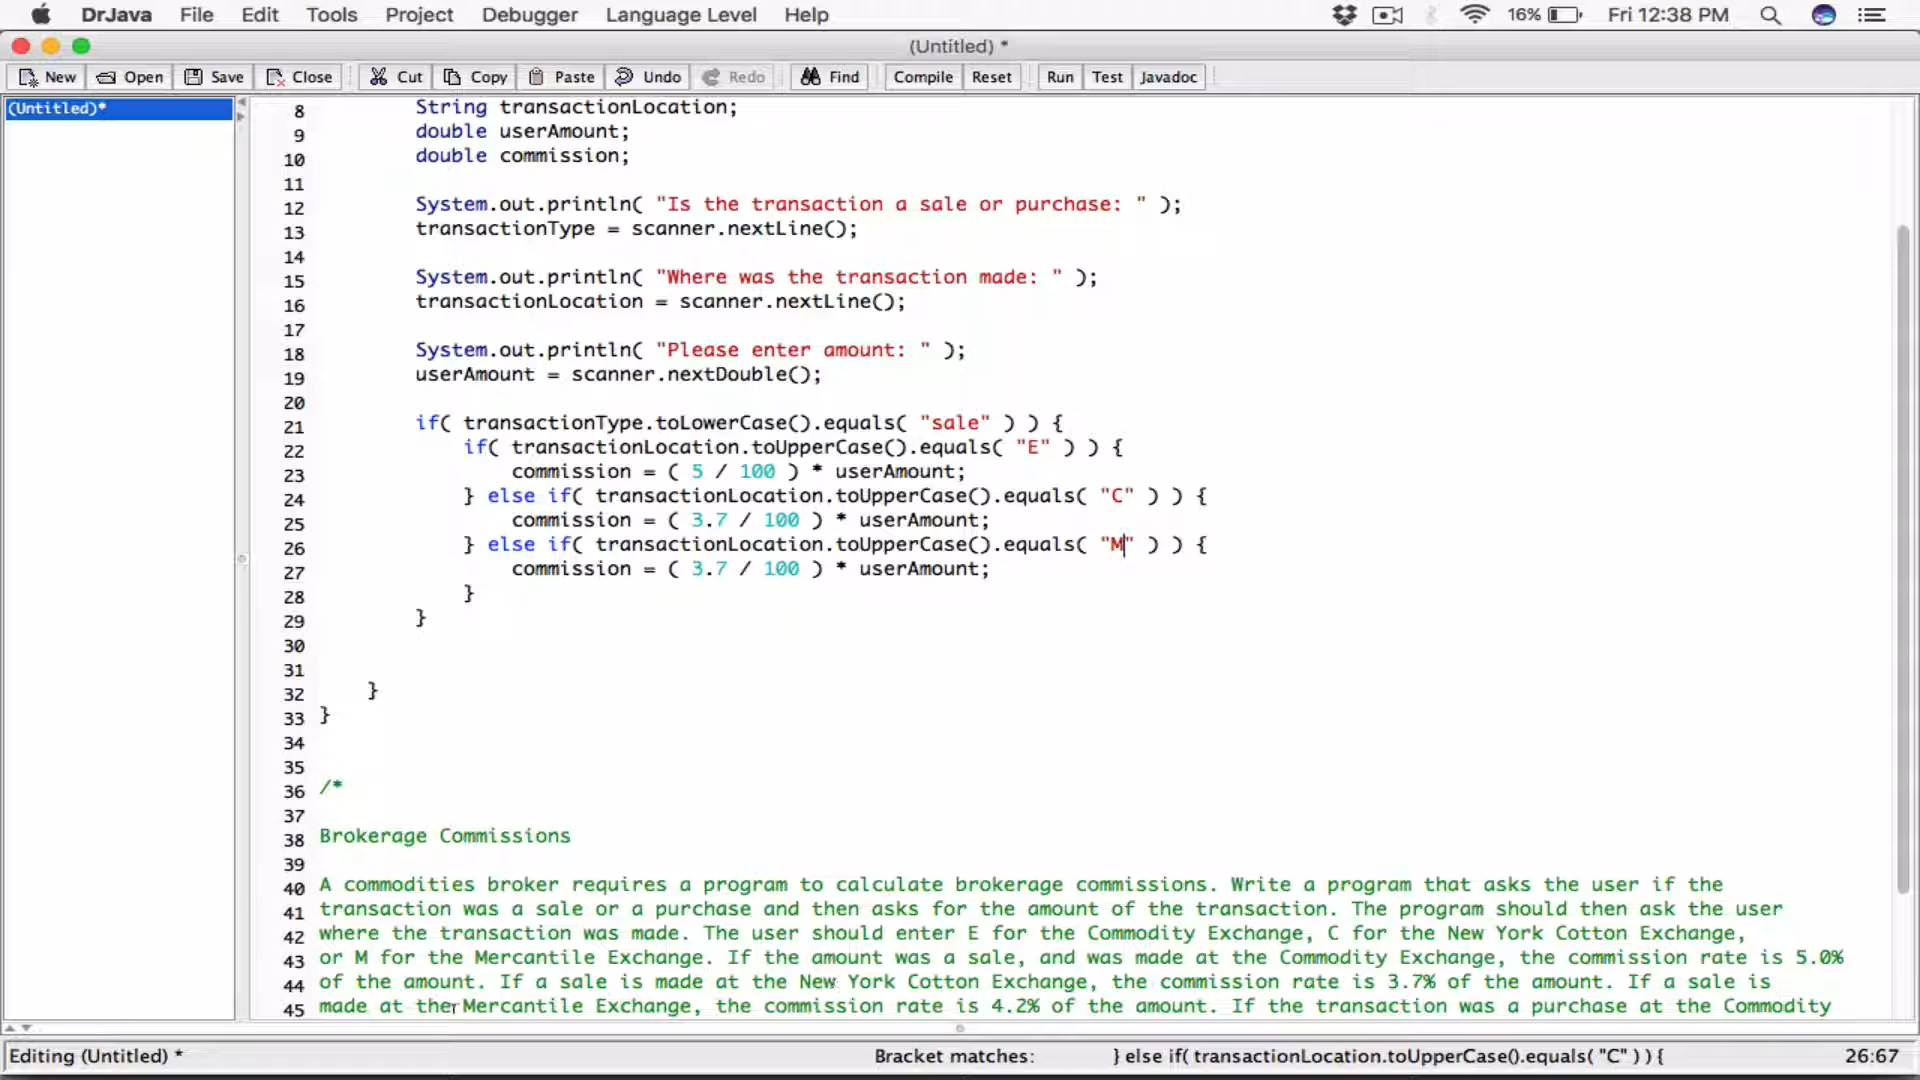 DrJava File Edit Tools Project Debugger Language Level Help 16% Fri 12:38 PM
(Untitled) *
New Open Save Close Cut Copy Paste Undo Redo Find Compile Reset Run Test Javadoc
(Untitled)*
8 String transactionLocation;
9 double userAmount;
10 double commission;
11
12 System.out.println( "Is the transaction a sale or purchase: " );
13 transactionType = scanner.nextLine();
14
15 System.out.println( "Where was the transaction made: " );
16 transactionLocation = scanner.nextLine();
17
18 System.out.println( "Please enter amount: " );
19 userAmount = scanner.nextDouble();
20
21 if( transactionType.toLowerCase().equals( "sale" ) ) {
22 if( transactionLocation.toUpperCase().equals( "E" ) ) {
23 commission = ( 5 / 100 ) * userAmount;
24 } else if( transactionLocation.toUpperCase().equals( "C" ) ) {
25 commission = ( 3.7 / 100 ) * userAmount;
26 } else if( transactionLocation.toUpperCase().equals( "M" ) ) {
27 commission = ( 3.7 / 100 ) * userAmount;
28 }
29 }
30
31
32 }
33 }
34
35
36 /*
37
38 Brokerage Commissions
39
40 A commodities broker requires a program to calculate brokerage commissions. Write a program that asks the user if the
41 transaction was a sale or a purchase and then asks for the amount of the transaction. The program should then ask the user
42 where the transaction was made. The user should enter E for the Commodity Exchange, C for the New York Cotton Exchange,
43 or M for the Mercantile Exchange. If the amount was a sale, and was made at the Commodity Exchange, the commission rate is 5.0%
44 of the amount. If a sale is made at the New York Cotton Exchange, the commission rate is 3.7% of the amount. If a sale is
45 made at the Mercantile Exchange, the commission rate is 4.2% of the amount. If the transaction was a purchase at the Commodity
Editing (Untitled) * Bracket matches: } else if( transactionLocation.toUpperCase().equals( "C" ) ) { 26:67